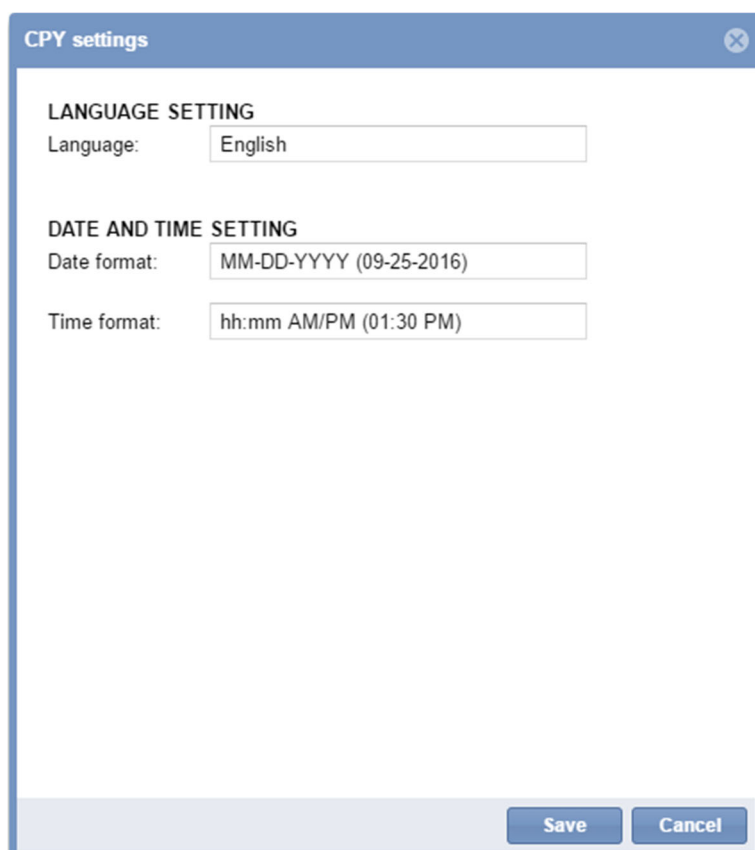 CPY settings
LANGUAGE SETTING
Language: English
DATE AND TIME SETTING
Date format: MM-DD-YYYY (09-25-2016)
Time format: hh:mm AM/PM (01:30 PM)
Save Cancel